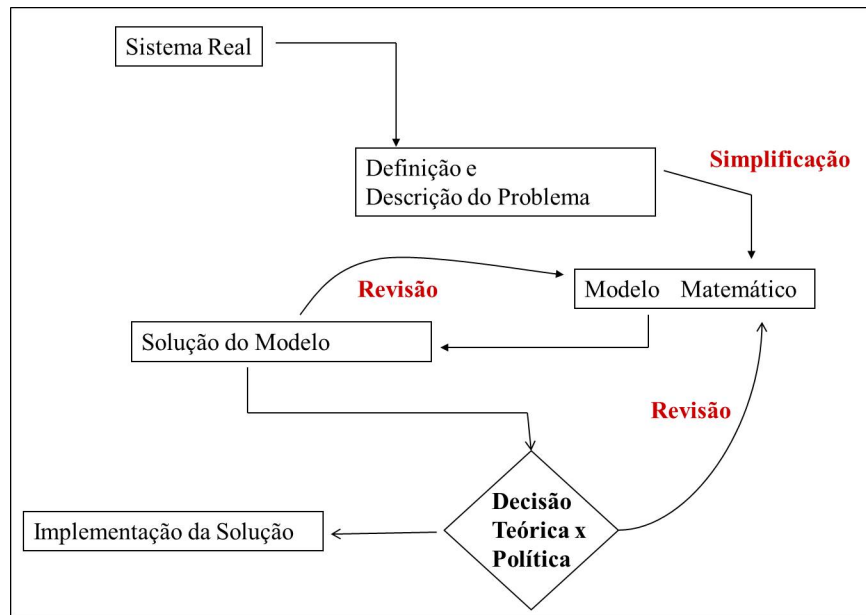 Sistema Real
Simplificação
Definição e
Descrição do Problema
Revisão
Modelo Matemático
Solução do Modelo
Revisão
Decisão
Teórica x
Política
Implementação da Solução